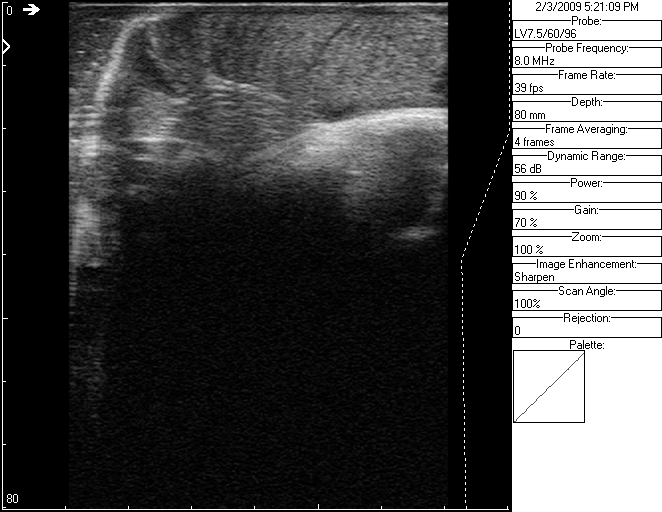 0
80
2/3/2009 5:21:09 PM
Probe:
LV7.5/60/96
Probe Frequency:
8.0 MHz
Frame Rate:
39 fps
Depth:
80 mm
Frame Averaging:
4 frames
Dynamic Range:
56 dB
Power:
90 %
Gain:
70 %
Zoom:
100 %
Image Enhancement:
Sharpen
Scan Angle:
100%
Rejection:
0
Palette: